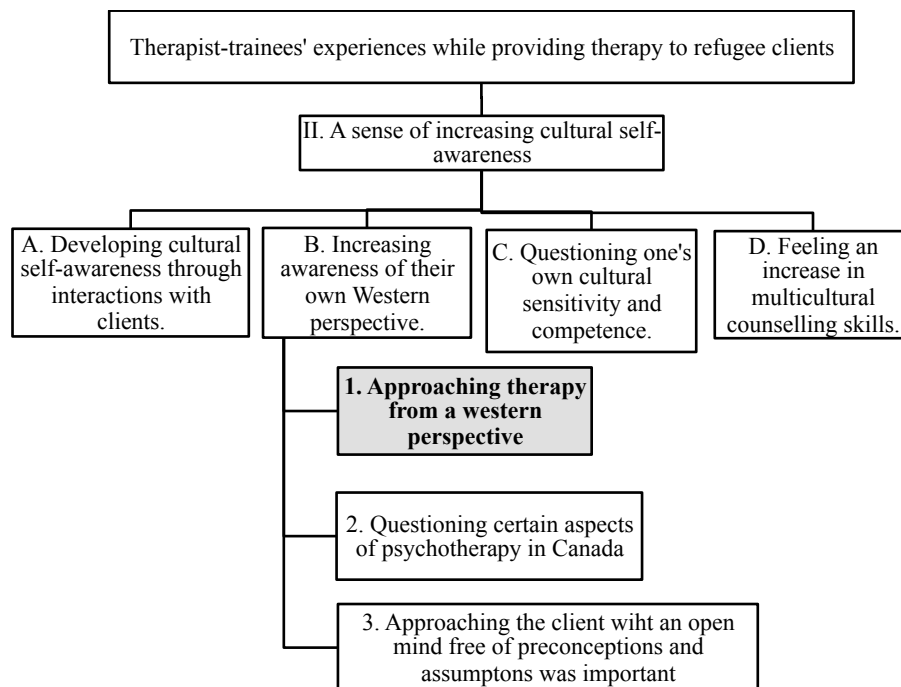 Therapist-trainees' experiences while providing therapy to refugee clients
II. A sense of increasing cultural self-
awareness
A. Developing cultural
self-awareness through
interactions with
clients.
B. Increasing
awareness of their
own Western
perspective.
C. Questioning one's
own cultural
sensitivity and
competence.
D. Feeling an
increase in
multicultural
counselling skills.
1. Approaching therapy
from a western
perspective
2. Questioning certain aspects
of psychotherapy in Canada
3. Approaching the client wiht an open
mind free of preconceptions and
assumptons was important